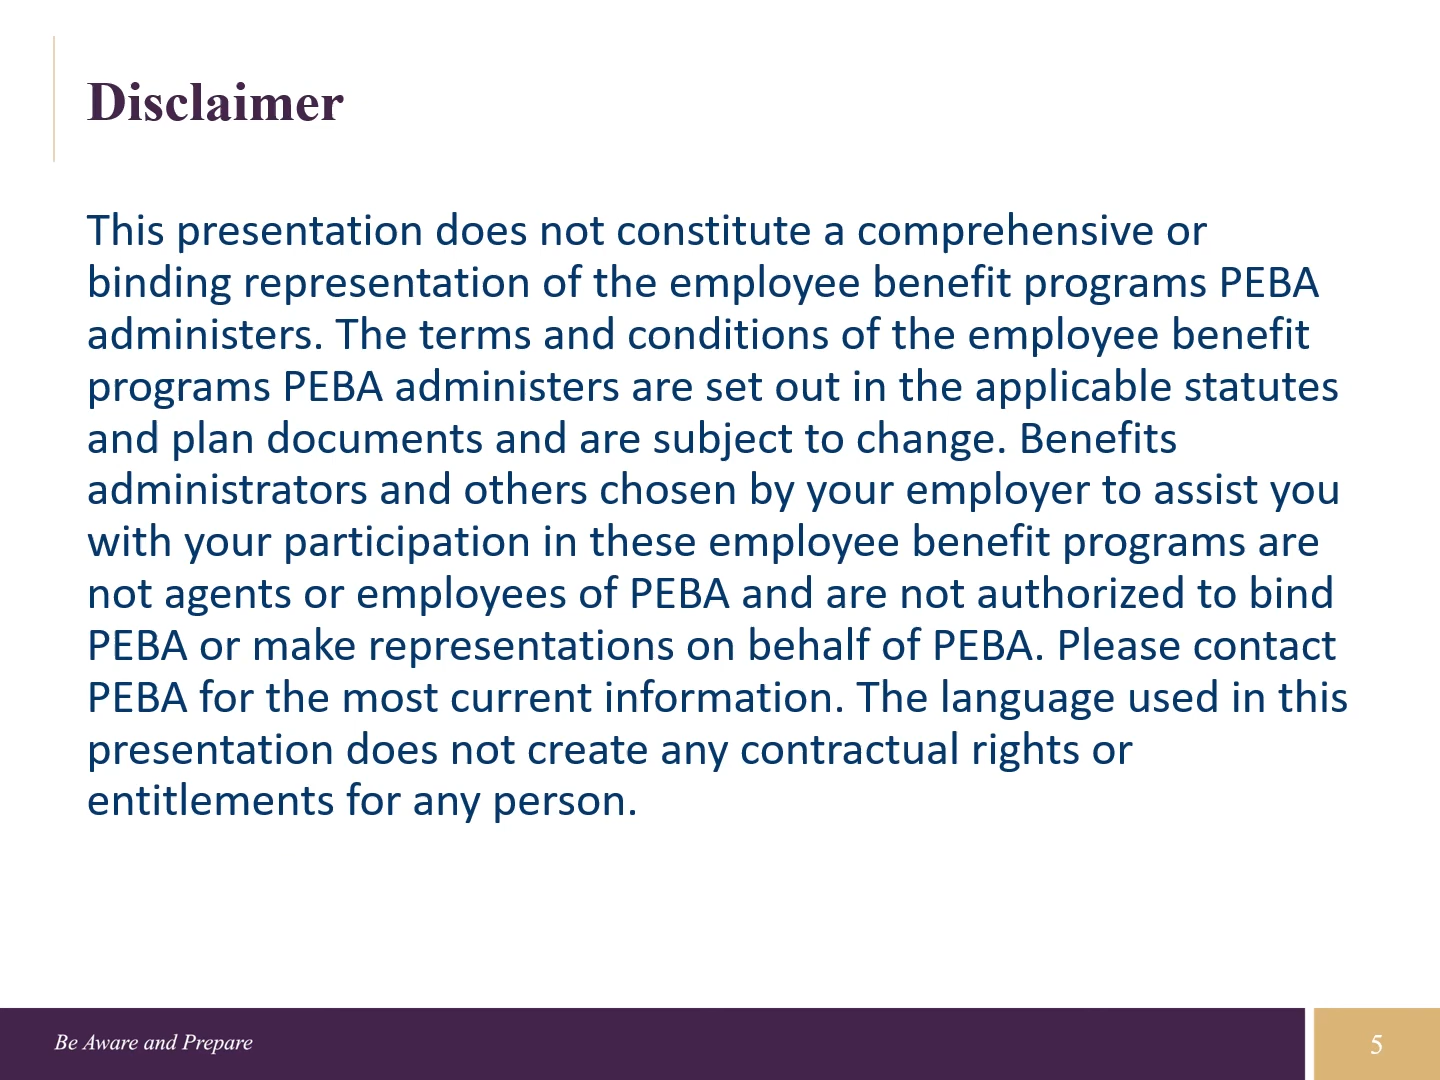 Disclaimer
This presentation does not constitute a comprehensive or
binding representation of the employee benefit programs PEBA
administers. The terms and conditions of the employee benefit
programs PEBA administers are set out in the applicable statutes
and plan documents and are subject to change. Benefits
administrators and others chosen by your employer to assist you
with your participation in these employee benefit programs are
not agents or employees of PEBA and are not authorized to bind
PEBA or make representations on behalf of PEBA. Please contact
PEBA for the most current information. The language used in this
presentation does not create any contractual rights or
entitlements for any person.
Be Aware and Prepare
5